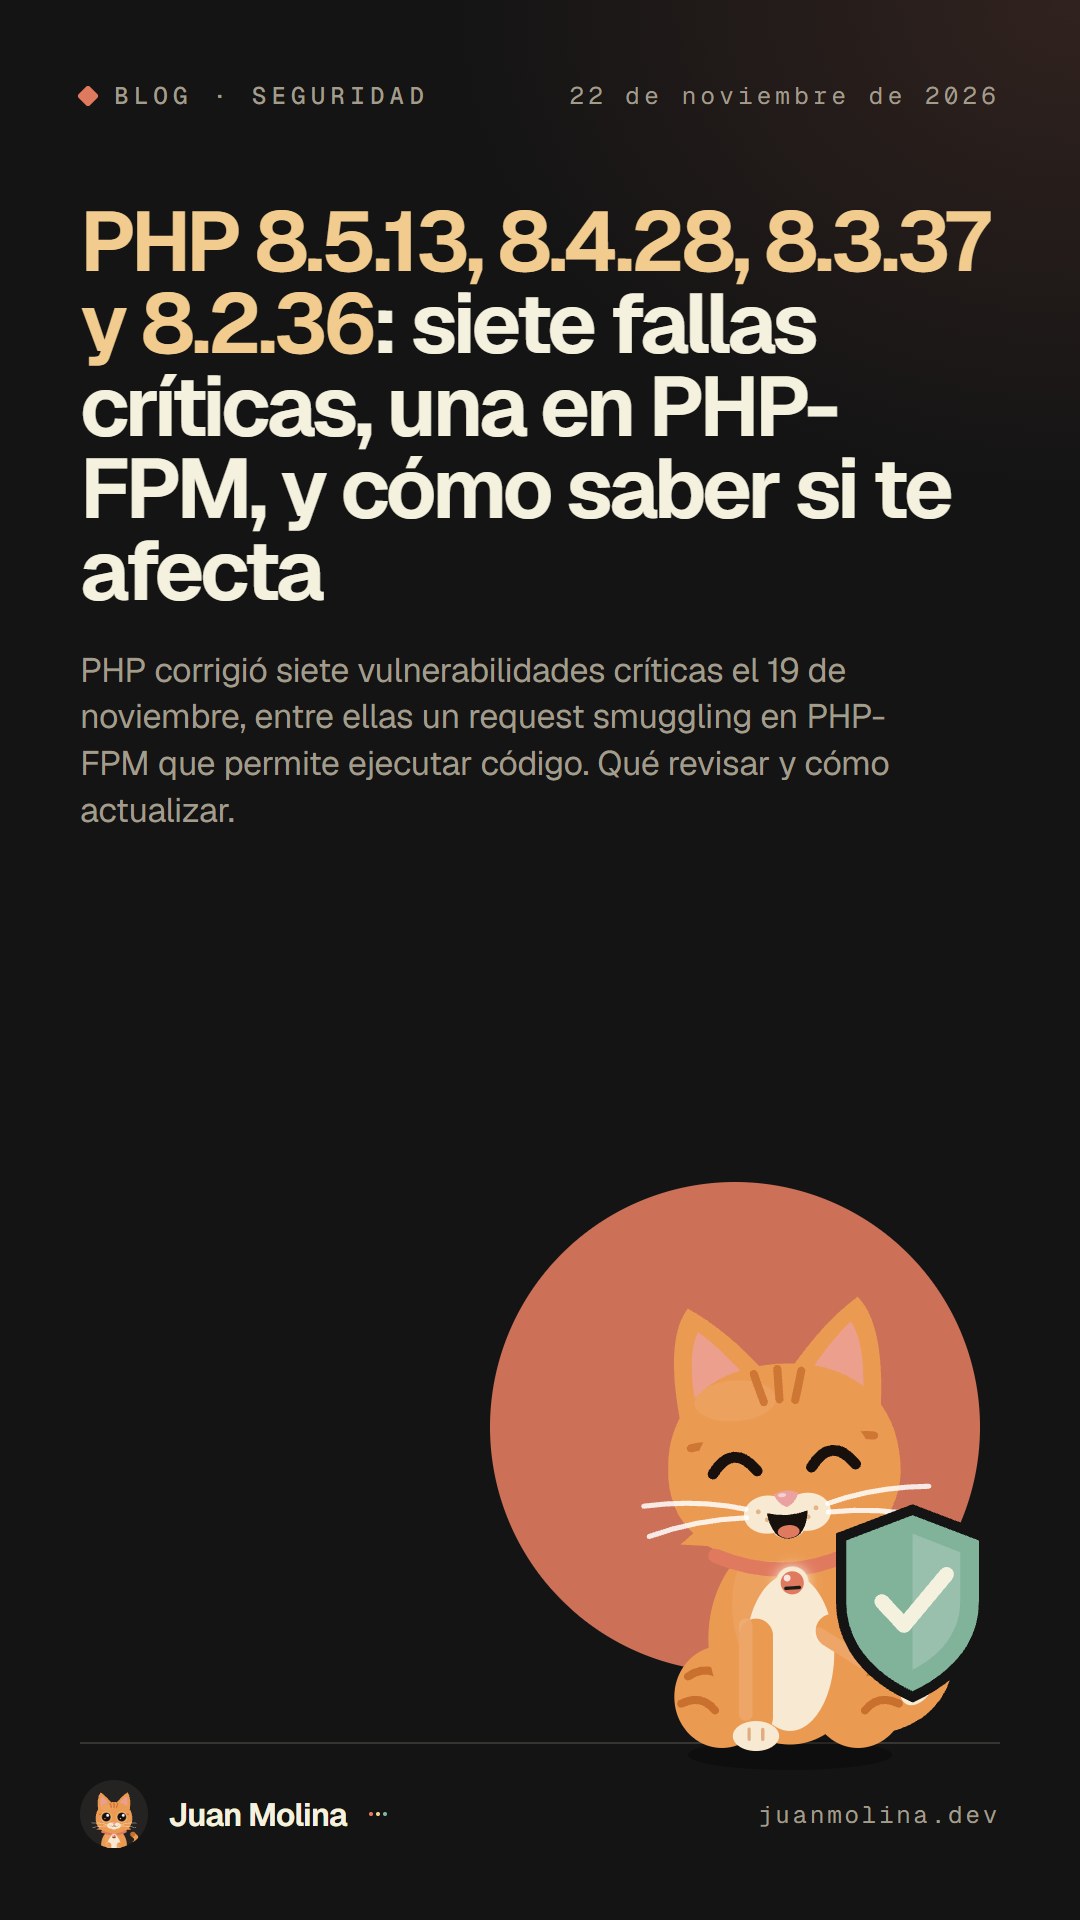 BLOG · SEGURIDAD
22 de noviembre de 2026
PHP 8.5.13, 8.4.28, 8.3.37
y 8.2.36: siete fallas
críticas, una en PHP-
FPM, y cómo saber si te
afecta
PHP corrigió siete vulnerabilidades críticas el 19 de
noviembre, entre ellas un request smuggling en PHP-
FPM que permite ejecutar código. Qué revisar y cómo
actualizar.
Juan Molina
juanmolina.dev